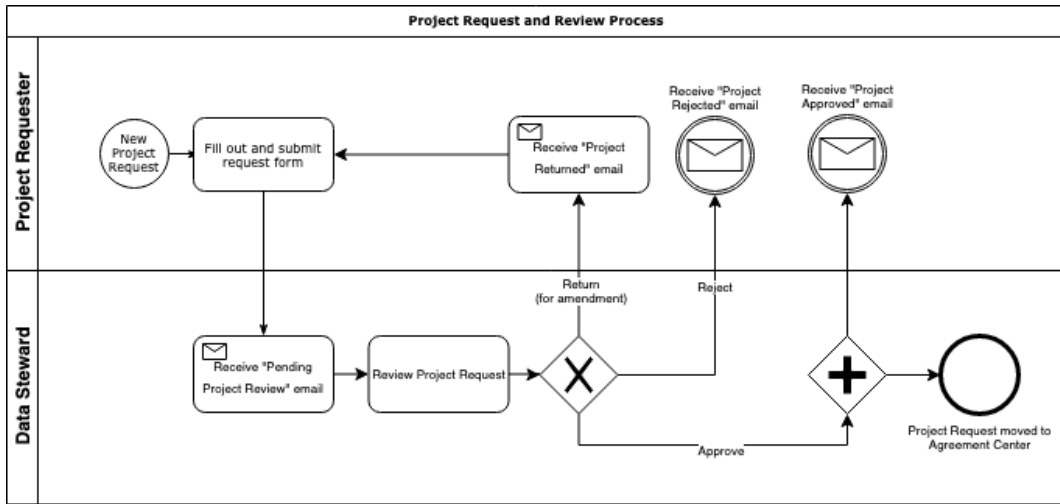 Project Request and Review Process
Project Requester
New
Project
Request
Fill out and submit
request form
Receive "Project
Returned" email
Receive "Project
Rejected" email
Receive "Project
Approved" email
Data Steward
Return
(for amendment)
Reject
Receive "Pending
Project Review" email
Review Project Request
Approve
Project Request moved to
Agreement Center